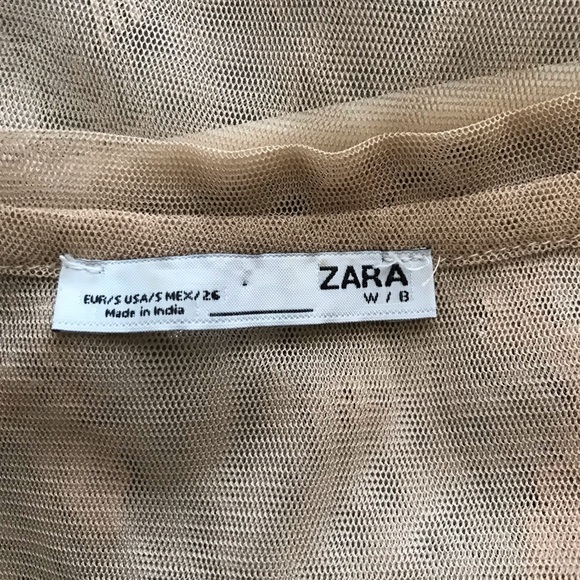 ZARA
W / B
EUR/S USA/S MEX/26
Made in India